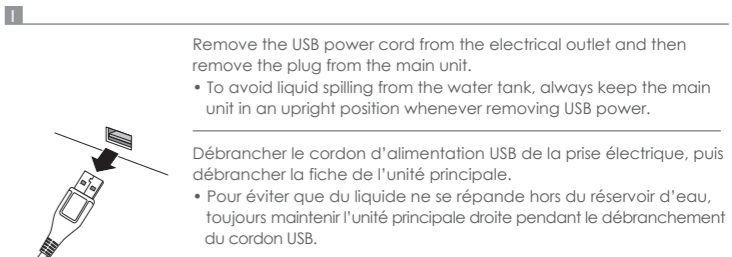 1
Remove the USB power cord from the electrical outlet and then
remove the plug from the main unit.
• To avoid liquid spilling from the water tank, always keep the main
unit in an upright position whenever removing USB power.
Débrancher le cordon d’alimentation USB de la prise électrique, puis
débrancher la fiche de l’unité principale.
• Pour éviter que du liquide ne se répande hors du réservoir d’eau,
toujours maintenir l’unité principale droite pendant le débranchement
du cordon USB.